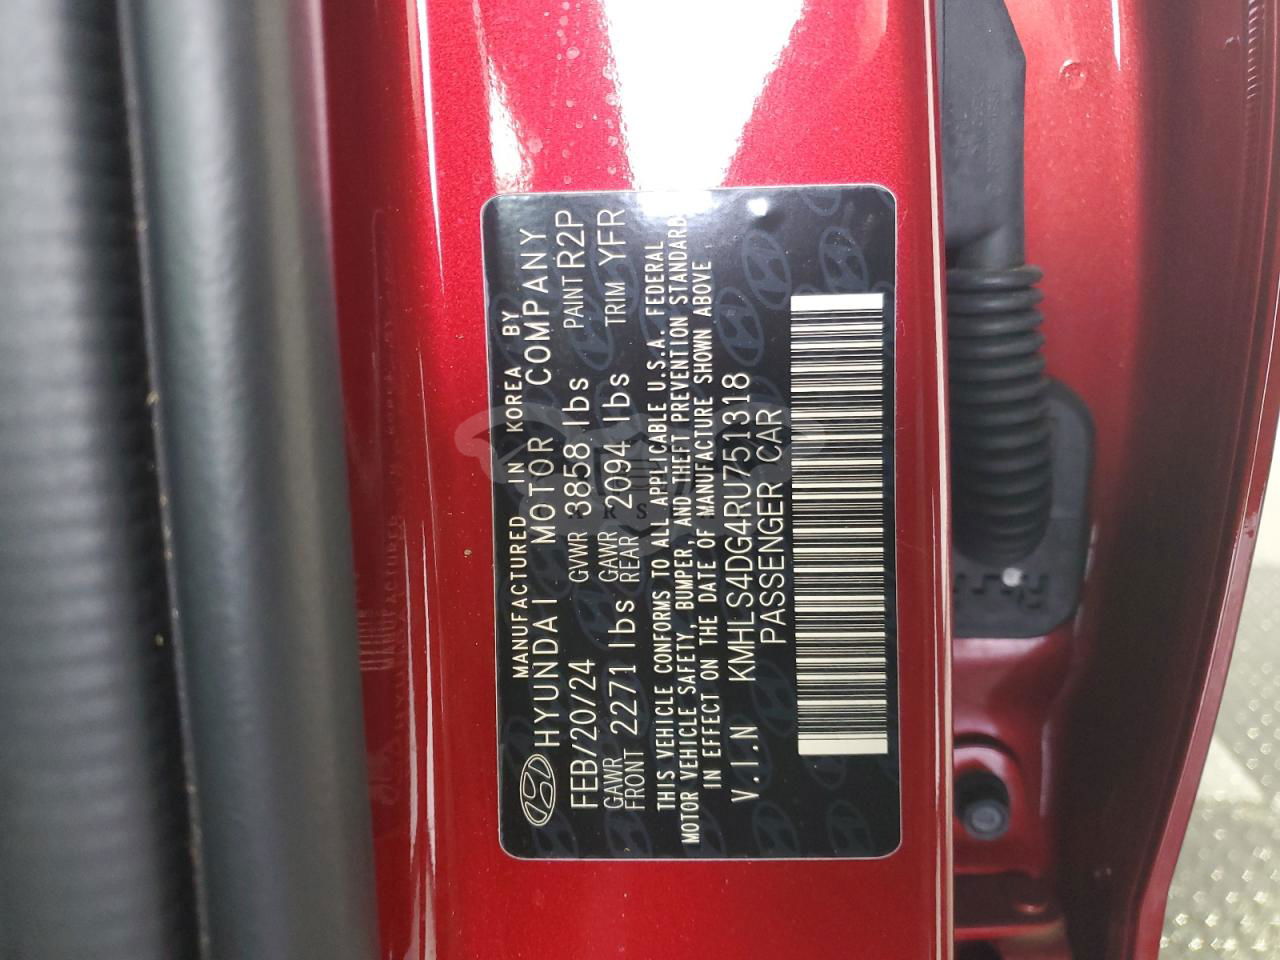 MANUFACTURED IN KOREA BY
HYUNDAI MOTOR COMPANY
FEB/20/24 GVWR 3858 lbs PAINT R2P
GAWR FRONT 2271 lbs GAWR REAR 2094 lbs TRIM YFR
THIS VEHICLE CONFORMS TO ALL APPLICABLE U.S.A. FEDERAL
MOTOR VEHICLE SAFETY, BUMPER, AND THEFT PREVENTION STANDARDS
IN EFFECT ON THE DATE OF MANUFACTURE SHOWN ABOVE
V.I.N KMHLS4DG4RU751318
PASSENGER CAR